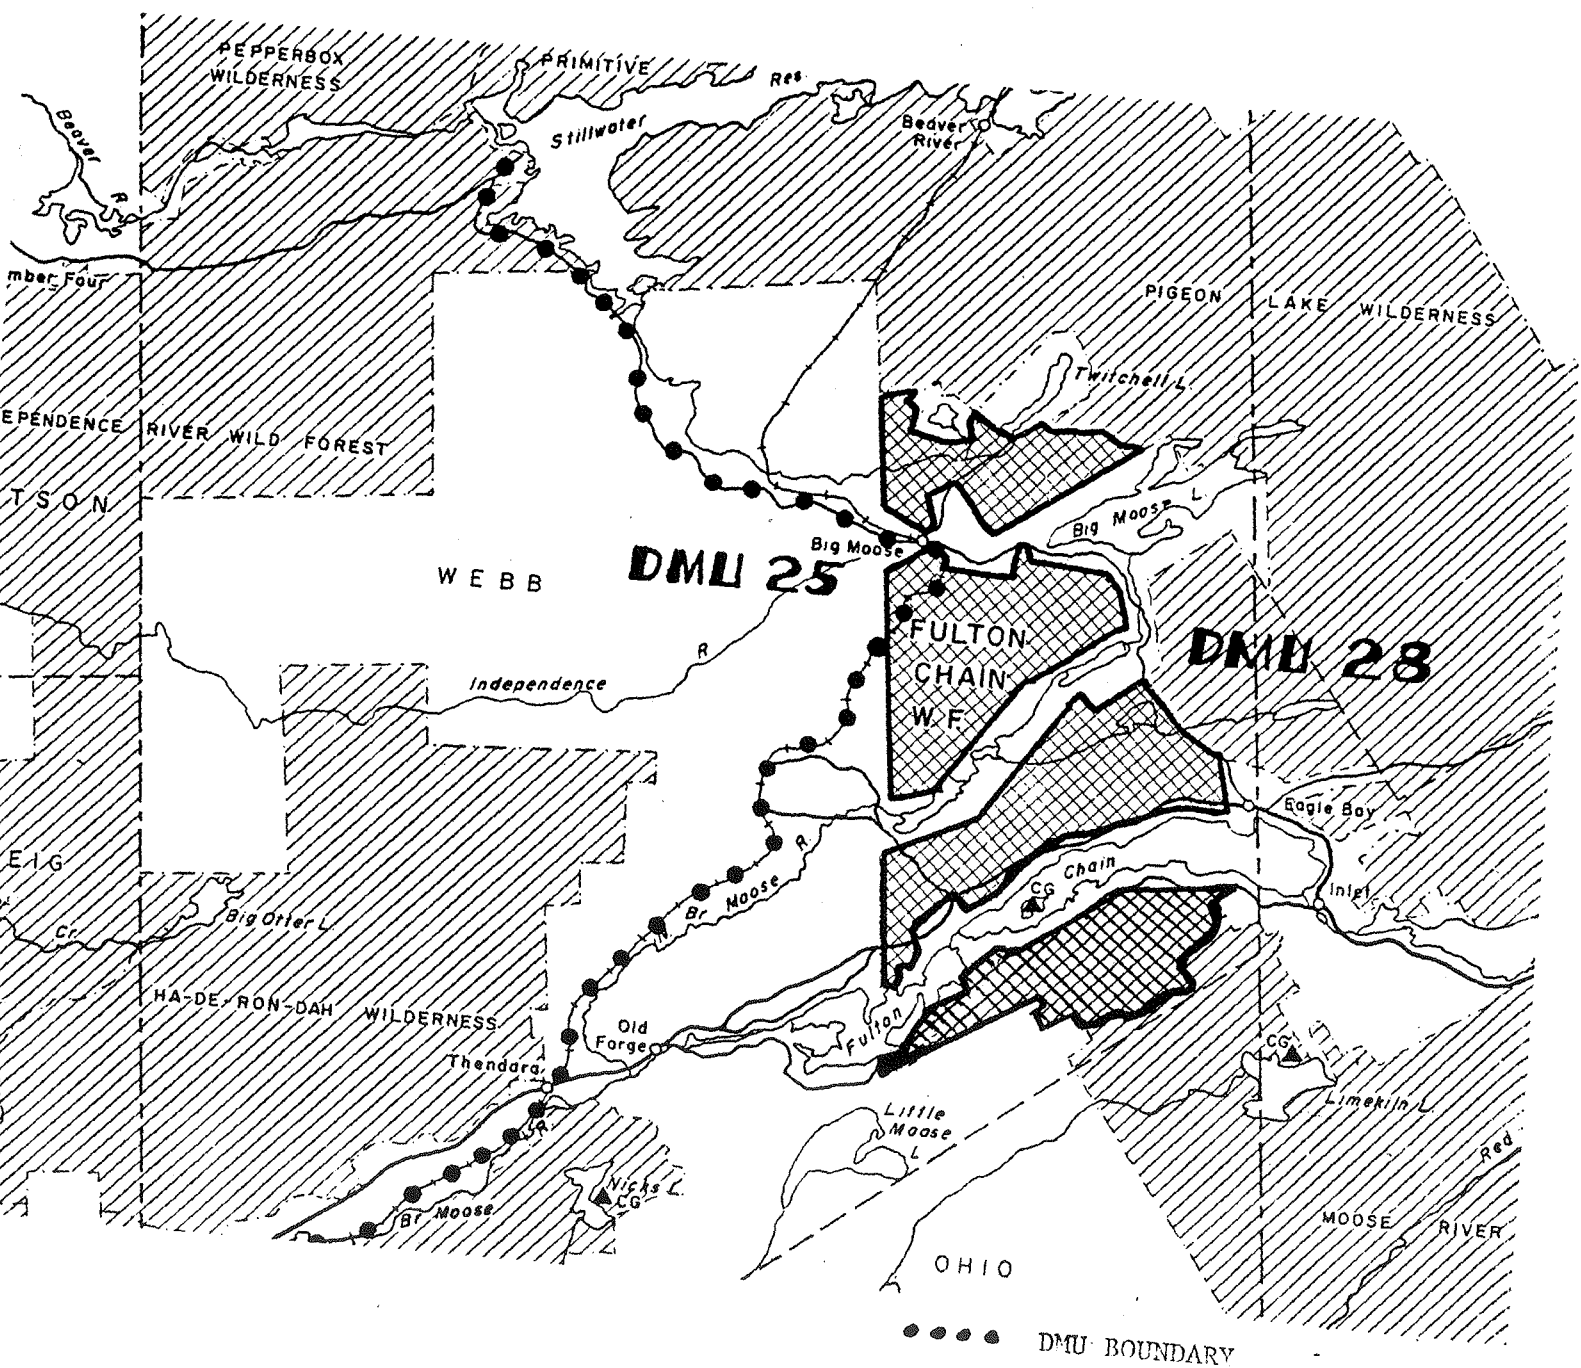 PEPPERBOX
WILDERNESS
PRIMITIVE
Res
Stillwater
Beaver
River
Beaver
R
mber Four
PIGEON LAKE WILDERNESS
Twitchell L.
EPENDENCE RIVER WILD FOREST
TSON
Big Moose L.
Big Moose
WEBB
DMU 25
FULTON
CHAIN
W.F.
DMU 28
R
Independence
Eagle Bay
EIG
R
Br Moose
Chain
CG
Inlet
Big Otter L.
Cr.
HA-DE-RON-DAH WILDERNESS
Old
Forge
Fulton
Thendara
CG
Limekiln L.
Little
Moose
L
R
Red
Nicks L.
CG
Br Moose
MOOSE RIVER
OHIO
DMU BOUNDARY